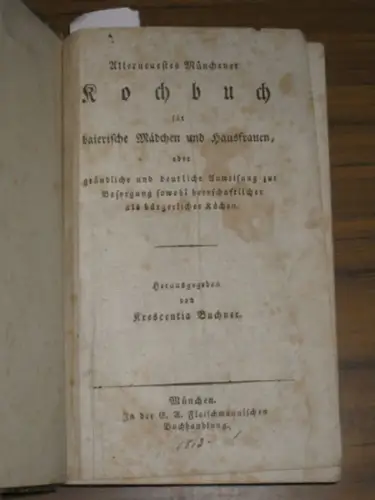 Allerneuestes Münchener
Kochbuch
für
baierische Mädchen und Hausfrauen,
oder
gründliche und deutliche Anweisung zur
Besorgung sowohl herrschaftlicher
als bürgerlicher Küchen.
Herausgegeben
von
Krescentia Buchner.
München.
In der E. A. Fleischmannischen
Buchhandlung.